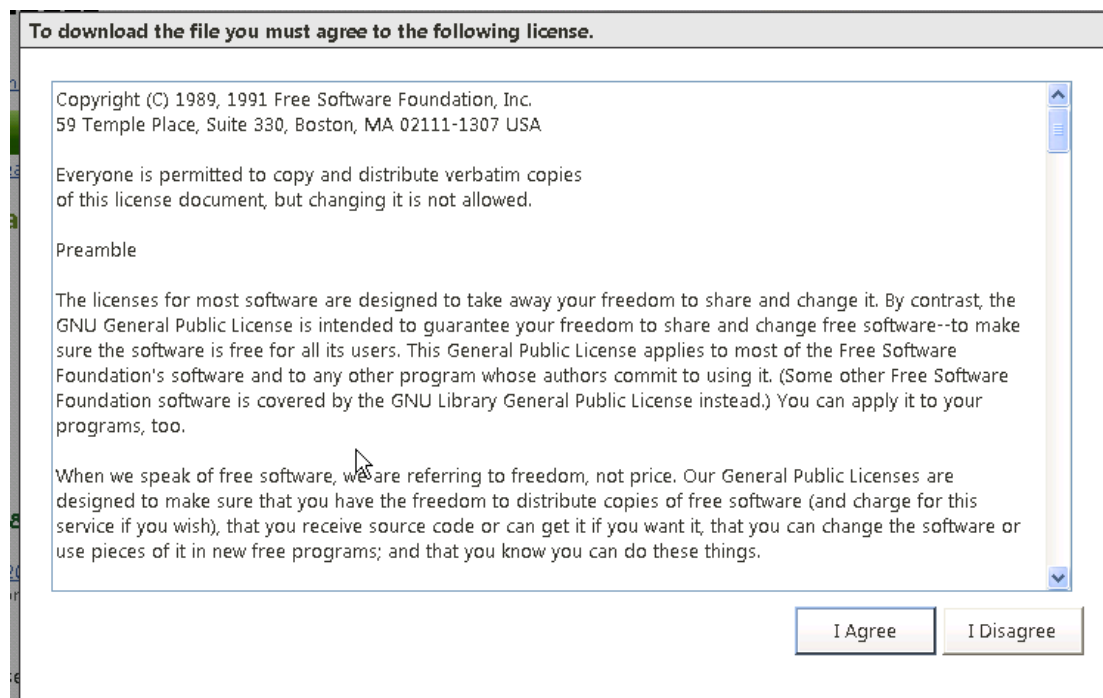 To download the file you must agree to the following license.
Copyright (C) 1989, 1991 Free Software Foundation, Inc.
59 Temple Place, Suite 330, Boston, MA 02111-1307 USA
Everyone is permitted to copy and distribute verbatim copies
of this license document, but changing it is not allowed.
Preamble
The licenses for most software are designed to take away your freedom to share and change it. By contrast, the
GNU General Public License is intended to guarantee your freedom to share and change free software--to make
sure the software is free for all its users. This General Public License applies to most of the Free Software
Foundation's software and to any other program whose authors commit to using it. (Some other Free Software
Foundation software is covered by the GNU Library General Public License instead.) You can apply it to your
programs, too.
When we speak of free software, we are referring to freedom, not price. Our General Public Licenses are
designed to make sure that you have the freedom to distribute copies of free software (and charge for this
service if you wish), that you receive source code or can get it if you want it, that you can change the software or
use pieces of it in new free programs; and that you know you can do these things.
I Agree
I Disagree